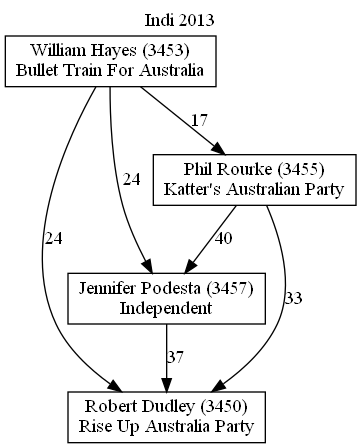 Indi 2013
William Hayes (3453)
Bullet Train For Australia
17
Phil Rourke (3455)
Katter's Australian Party
24
24
40
Jennifer Podesta (3457)
Independent
33
37
Robert Dudley (3450)
Rise Up Australia Party